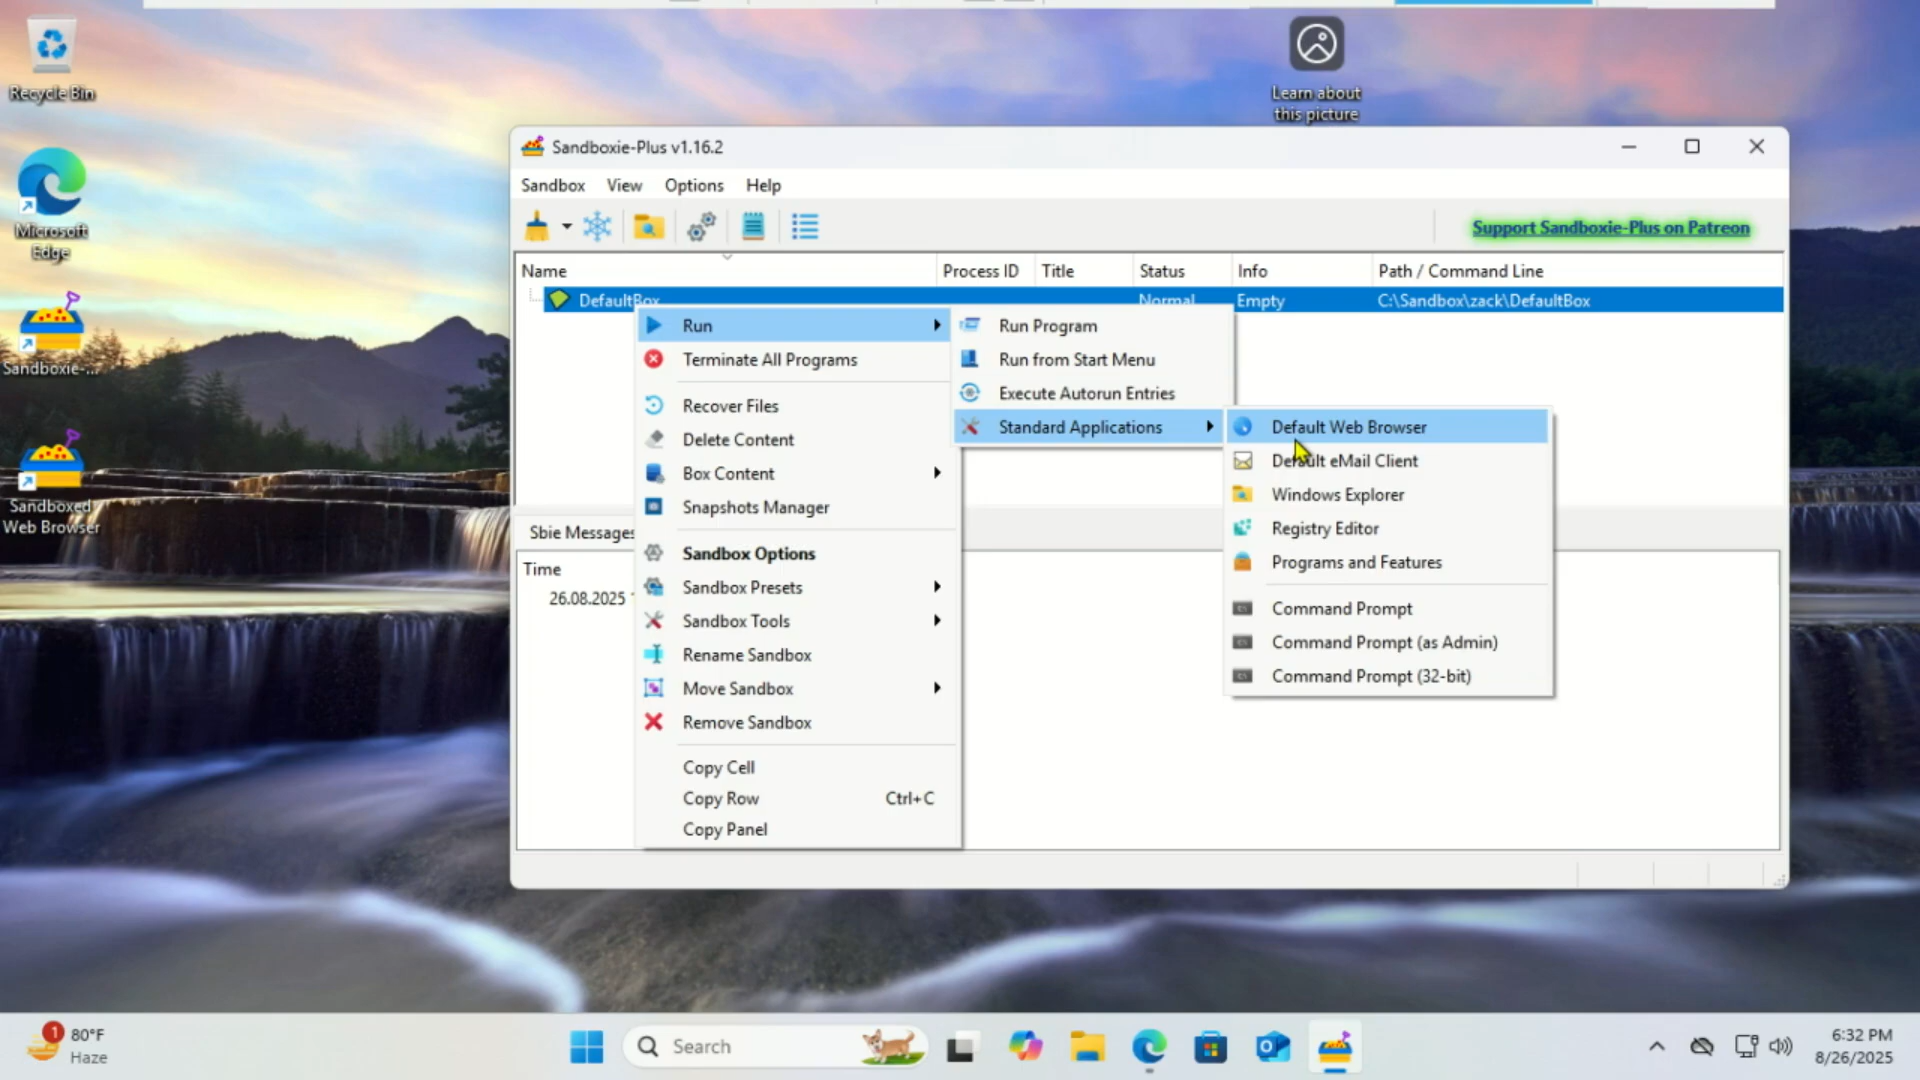 Recycle Bin
Microsoft
Edge
Sandboxie-...
Sandboxed
Web Browser
Learn about
this picture
Sandboxie-Plus v1.16.2
Sandbox View Options Help
Support Sandboxie-Plus on Patreon
Name Process ID Title Status Info Path / Command Line
DefaultBox Normal Empty C:\Sandbox\zack\DefaultBox
Run
Terminate All Programs
Recover Files
Delete Content
Box Content
Snapshots Manager
Sandbox Options
Sandbox Presets
Sandbox Tools
Rename Sandbox
Move Sandbox
Remove Sandbox
Copy Cell
Copy Row Ctrl+C
Copy Panel
Run Program
Run from Start Menu
Execute Autorun Entries
Standard Applications
Default Web Browser
Default eMail Client
Windows Explorer
Registry Editor
Programs and Features
Command Prompt
Command Prompt (as Admin)
Command Prompt (32-bit)
Sbie Messages
Time
26.08.2025
1
80°F
Haze
Search
6:32 PM
8/26/2025